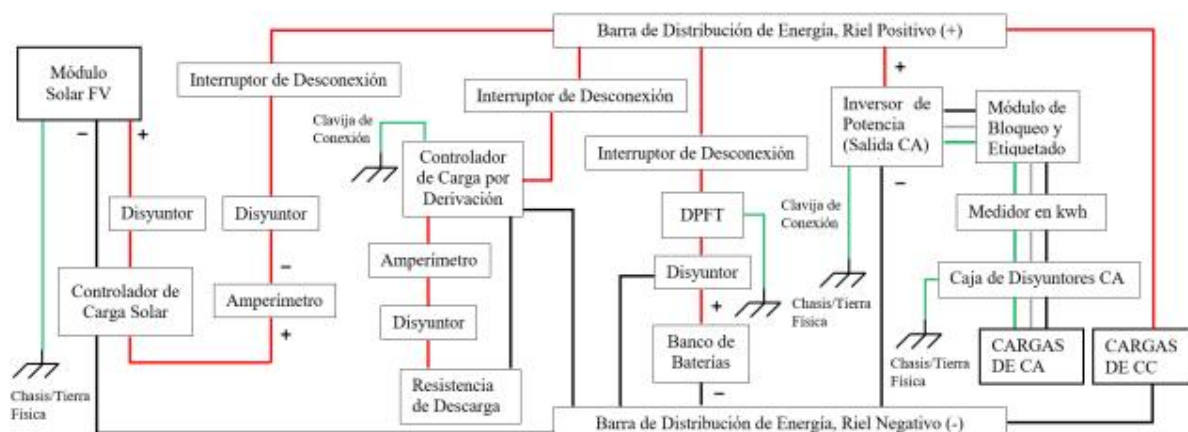 Barra de Distribución de Energía, Riel Positivo (+)
Módulo
Solar FV
Interruptor de Desconexión
Interruptor de Desconexión
+
Inversor de
Potencia
(Salida CA)
Módulo de
Bloqueo y
Etiquetado
−
+
Clavija de
Conexión
Controlador
de Carga por
Derivación
Interruptor de Desconexión
−
Disyuntor
Disyuntor
DPFT
Clavija de
Conexión
Medidor en kwh
Amperímetro
−
Disyuntor
Caja de Disyuntores CA
Controlador de
Carga Solar
Amperímetro
+
Disyuntor
+
Chasis/Tierra
Física
Banco de
Baterías
−
Chasis/Tierra
Física
CARGAS
DE CA
CARGAS
DE CC
Chasis/Tierra
Física
Resistencia
de Descarga
Barra de Distribución de Energía, Riel Negativo (-)